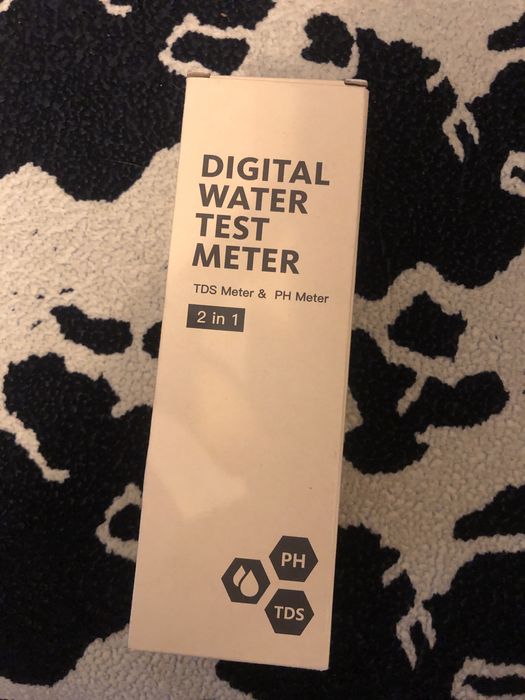 DIGITAL
WATER
TEST
METER
TDS Meter & PH Meter
2 in 1
PH
TDS